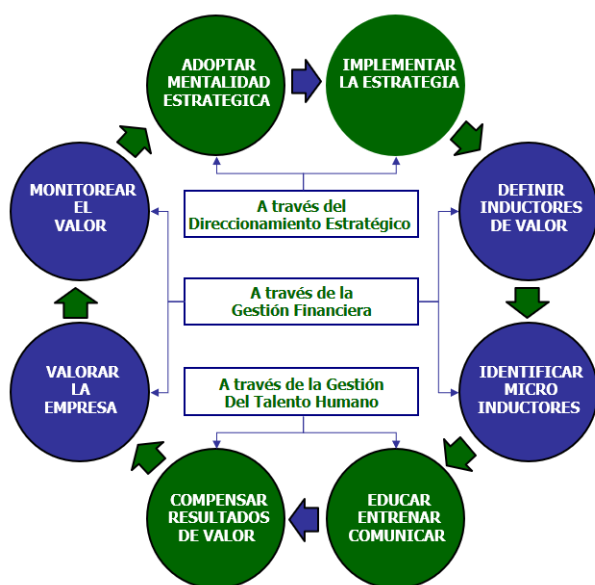 ADOPTAR
MENTALIDAD
ESTRATEGICA
IMPLEMENTAR
LA ESTRATEGIA
MONITOREAR
EL
VALOR
A través del
Direccionamiento Estratégico
DEFINIR
INDUCTORES
DE VALOR
A través de la
Gestión Financiera
VALORAR
LA
EMPRESA
A través de la Gestión
Del Talento Humano
IDENTIFICAR
MICRO
INDUCTORES
COMPENSAR
RESULTADOS
DE VALOR
EDUCAR
ENTRENAR
COMUNICAR